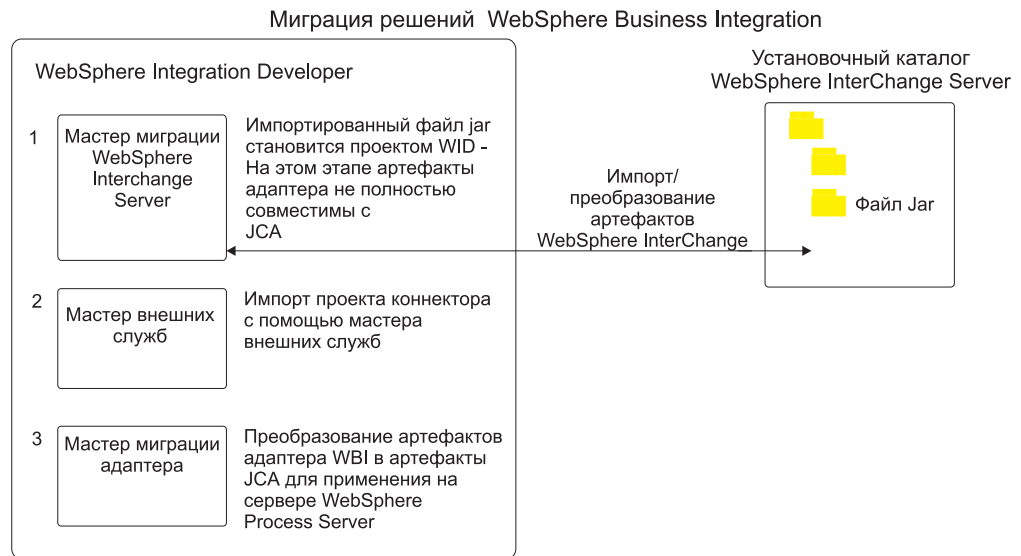 Миграция решений WebSphere Business Integration
WebSphere Integration Developer
1
Мастер миграции
WebSphere
Interchange
Server
Импортированный файл jar
становится проектом WID -
На этом этапе артефакты
адаптера не полностью
совместимы с
JCA
2
Мастер внешних
служб
Импорт проекта коннектора
с помощью мастера
внешних служб
3
Мастер миграции
адаптера
Преобразование артефактов
адаптера WBI в артефакты
JCA для применения на
сервере WebSphere
Process Server
Импорт/
преобразование
артефактов
WebSphere InterChange
Установочный каталог
WebSphere InterChange Server
Файл Jar